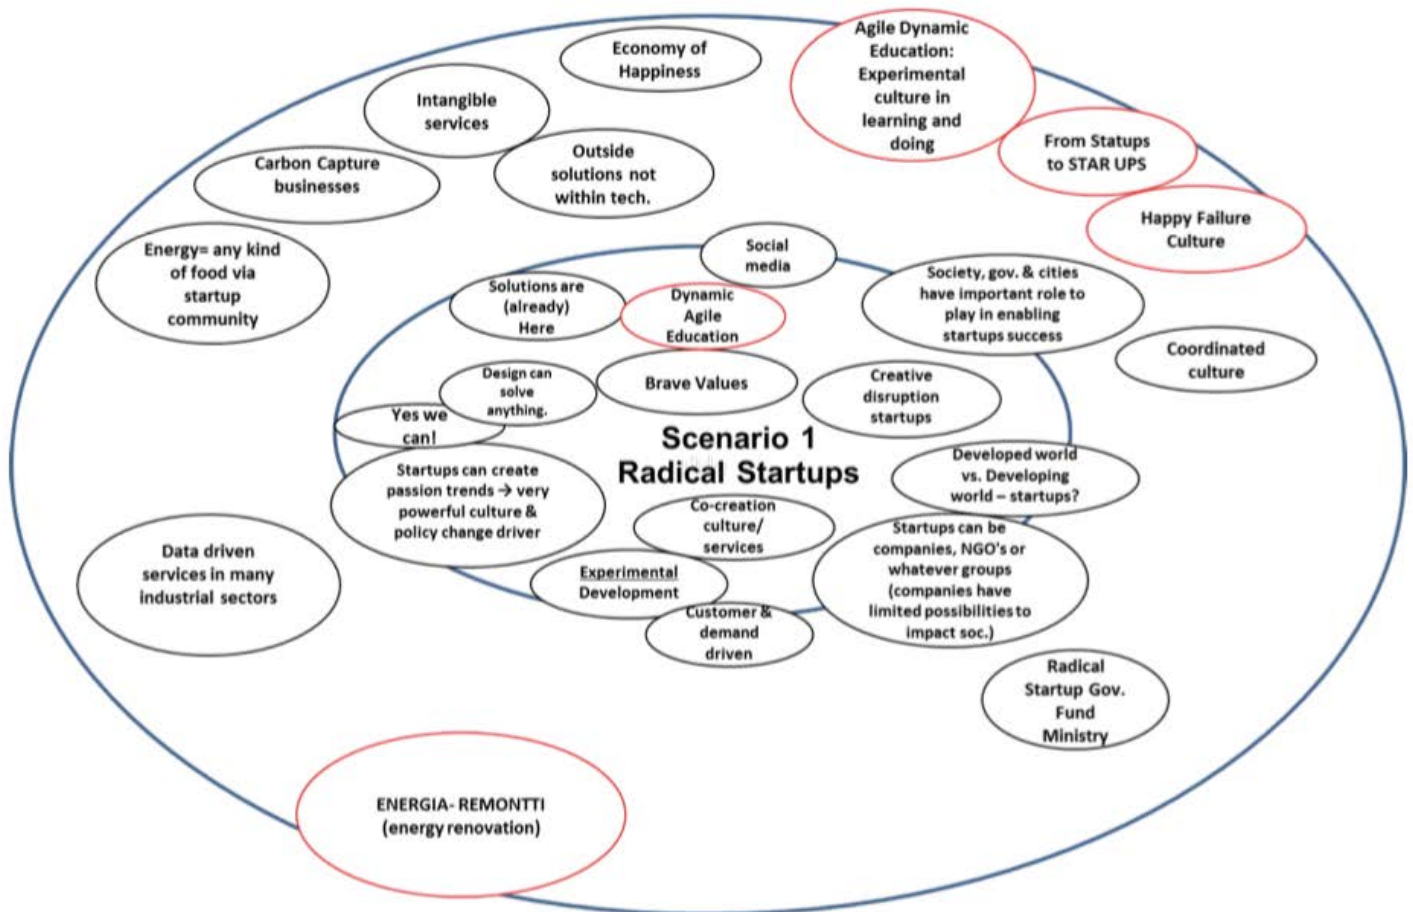 Economy of
Happiness
Agile Dynamic
Education:
Experimental
culture in
learning and
doing
Intangible
services
From Statups
to STAR UPS
Outside
solutions not
within tech.
Carbon Capture
businesses
Happy Failure
Culture
Energy= any kind
of food via
startup
community
Social
media
Solutions are
(already)
Here
Dynamic
Agile
Education
Society, gov. & cities
have important role to
play in enabling
startups success
Coordinated
culture
Design can
solve
anything.
Brave Values
Creative
disruption
startups
Yes we
can!
Scenario 1
Radical Startups
Startups can create
passion trends → very
powerful culture &
policy change driver
Developed world
vs. Developing
world – startups?
Co-creation
culture/
services
Startups can be
companies, NGO's or
whatever groups
(companies have
limited possibilities to
impact soc.)
Data driven
services in many
industrial sectors
Experimental
Development
Customer &
demand
driven
Radical
Startup Gov.
Fund
Ministry
ENERGIA- REMONTTI
(energy renovation)